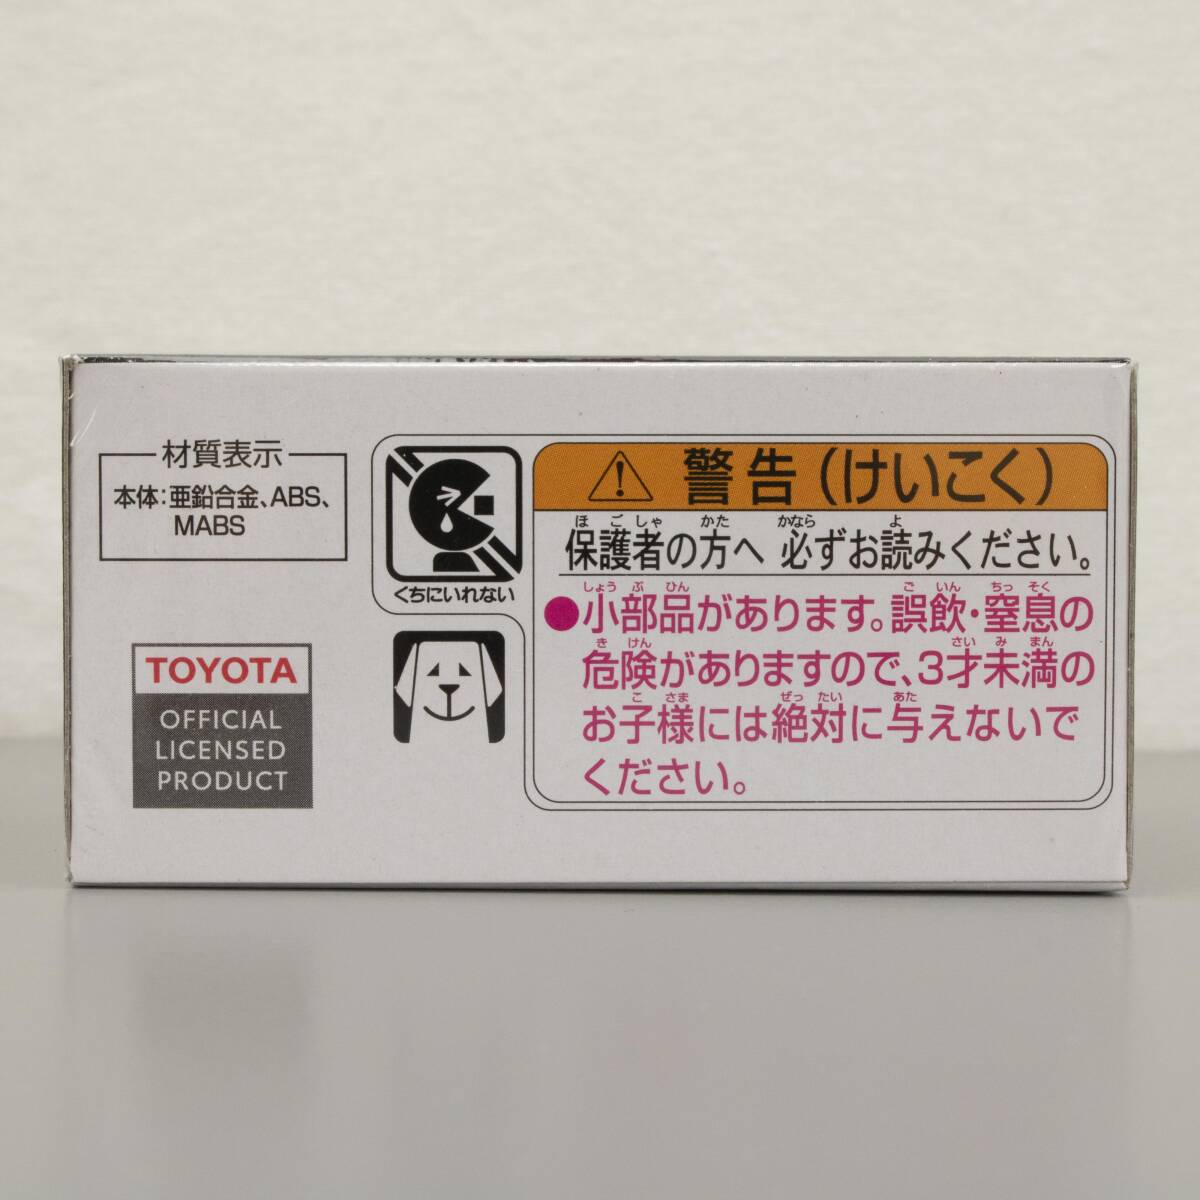 材質表示
本体：亜鉛合金、ABS、
MABS
TOYOTA
OFFICIAL
LICENSED
PRODUCT
くちにいれない
警告（けいこく）
ほごしゃ かた かなら よ
保護者の方へ 必ずお読みください。
しょう ぶ ひん ご いん ちっ そく
●小部品があります。誤飲・窒息の
き けん さい み まん
危険がありますので、3才未満の
こ さま ぜっ たい あた
お子様には絶対に与えないで
ください。